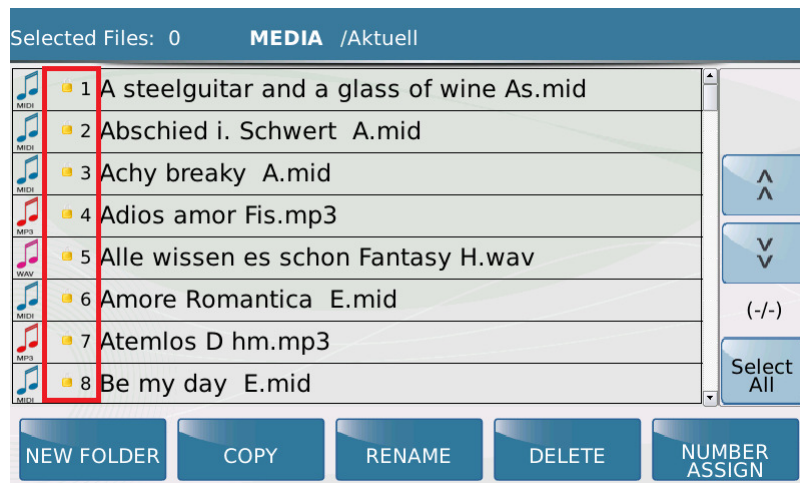 Selected Files: 0 MEDIA /Aktuell
MIDI 1 A steelguitar and a glass of wine As.mid
MIDI 2 Abschied i. Schwert A.mid
MIDI 3 Achy breaky A.mid
MP3 4 Adios amor Fis.mp3
WAV 5 Alle wissen es schon Fantasy H.wav
MIDI 6 Amore Romantica E.mid
(-/-)
MP3 7 Atemlos D hm.mp3
MIDI 8 Be my day E.mid
Select
All
NEW FOLDER COPY RENAME DELETE NUMBER
ASSIGN